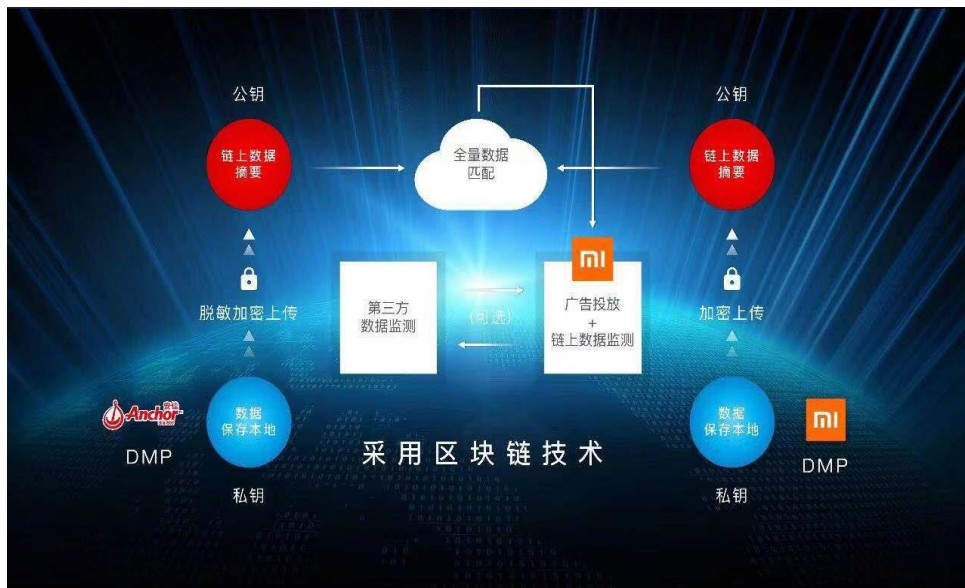 公钥
链上数据
摘要
脱敏加密上传
数据
保存本地
私钥
Anchor
DMP
全量数据
匹配
第三方
数据监测
(可选)
mi
广告投放
+
链上数据监测
采用区块链技术
公钥
链上数据
摘要
加密上传
数据
保存本地
私钥
mi
DMP